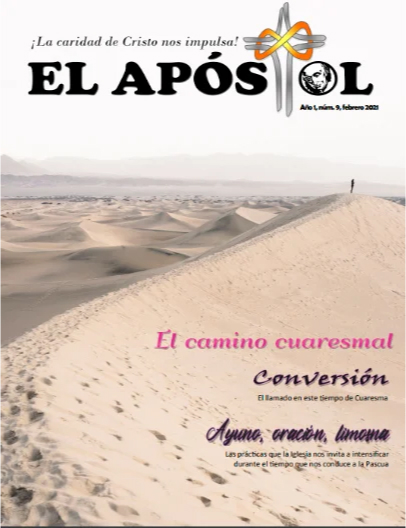 ¡La caridad de Cristo nos impulsa!
EL APÓSTOL
Año I, núm. 9, febrero 2021
El camino cuaresmal
Conversión
El llamado en este tiempo de Cuaresma
Ayuno, oración, limosna
Las prácticas que la Iglesia nos invita a intensificar
durante el tiempo que nos conduce a la Pascua